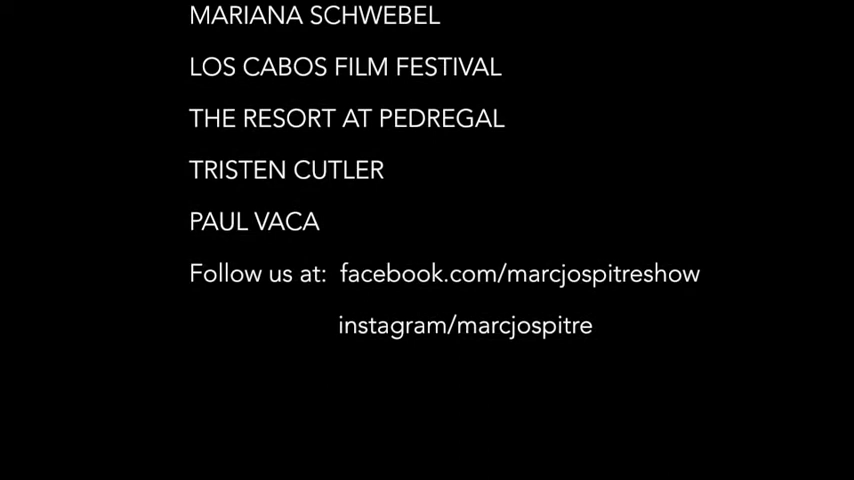 MARIANA SCHWEBEL
LOS CABOS FILM FESTIVAL
THE RESORT AT PEDREGAL
TRISTEN CUTLER
PAUL VACA
Follow us at: facebook.com/marcjospitreshow
instagram/marcjospitre